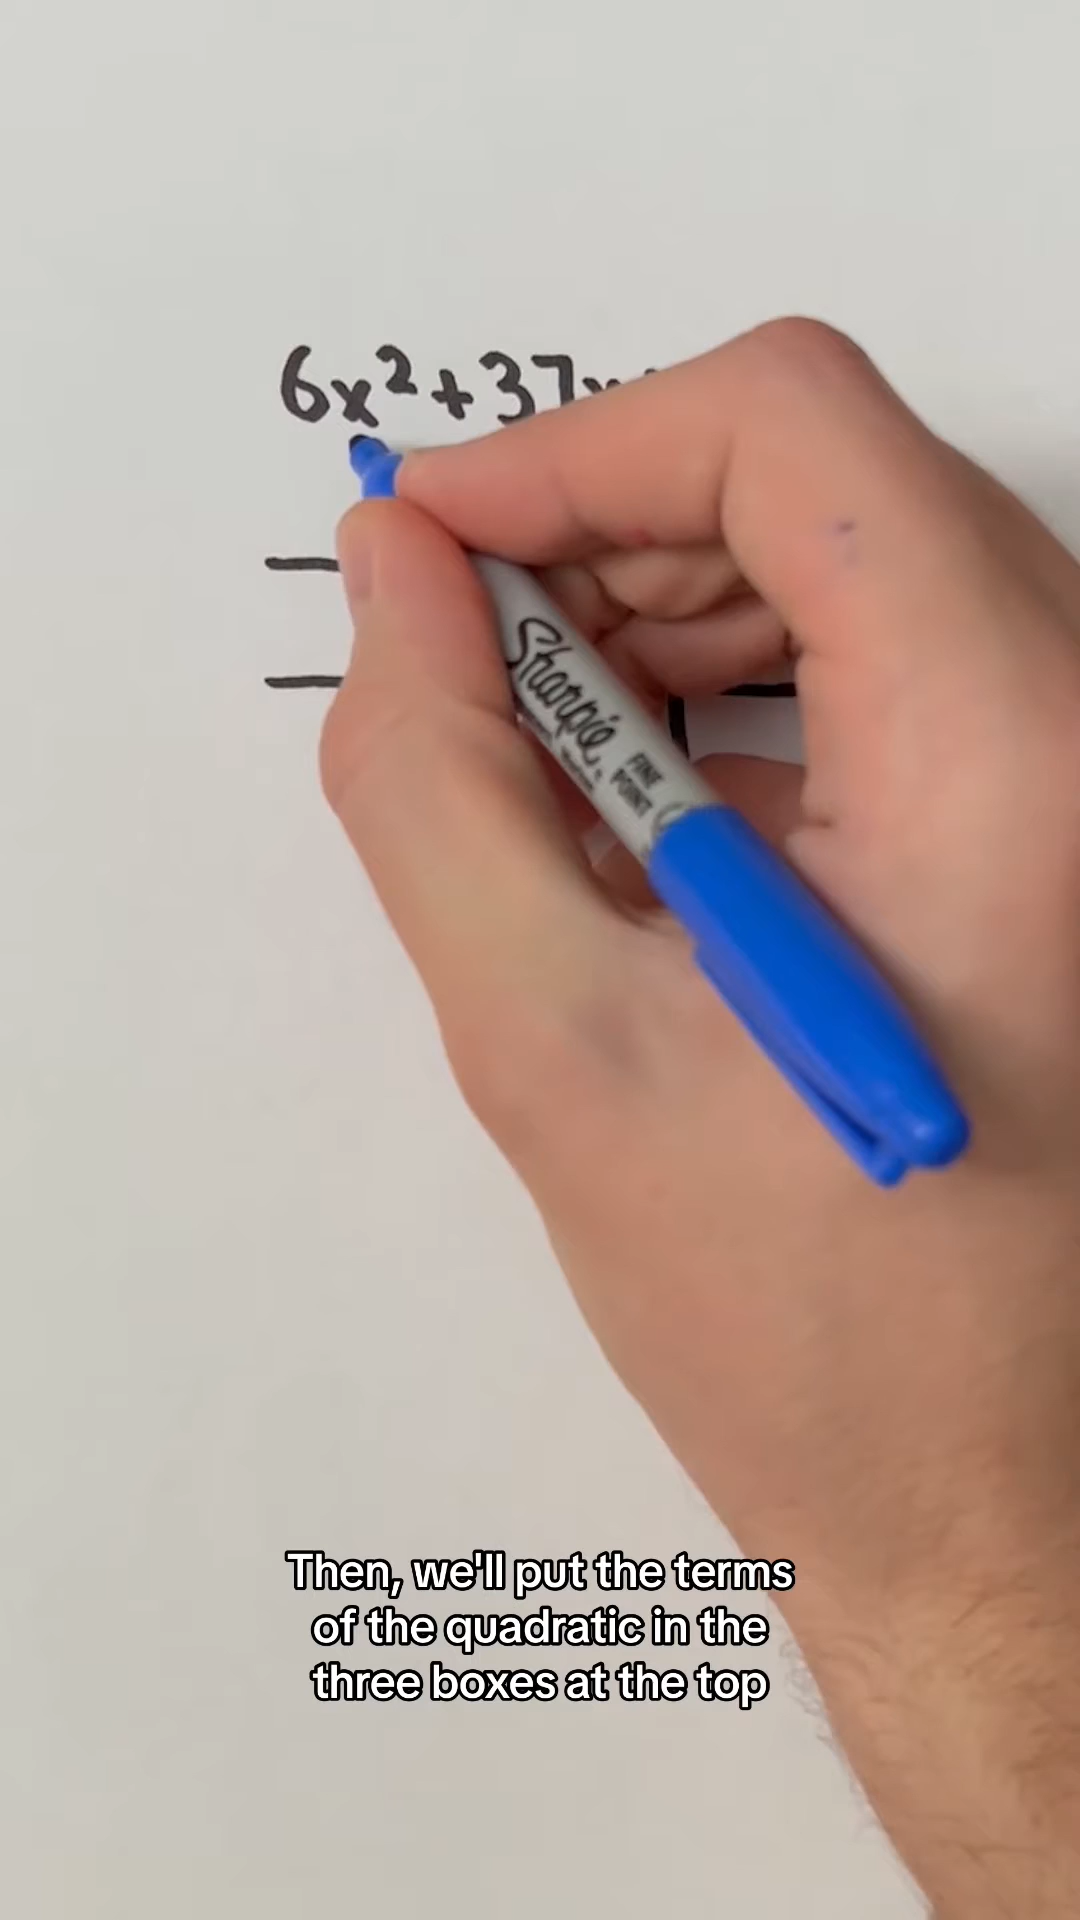 6x²+37x
Sharpie.
FINE
POINT
Then, we'll put the terms
of the quadratic in the
three boxes at the top